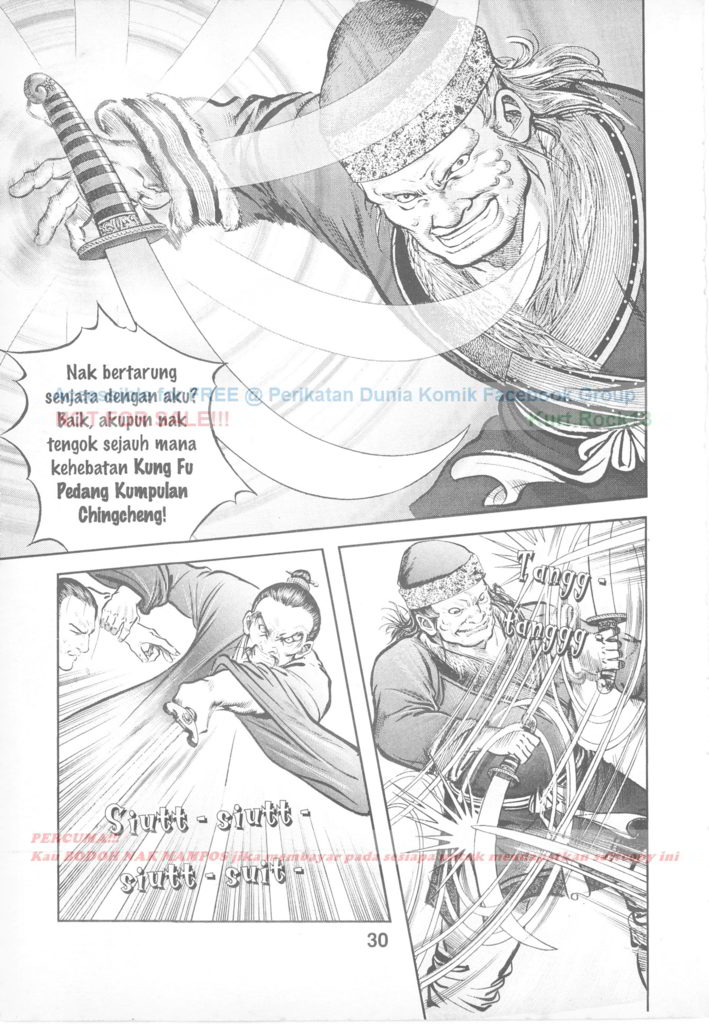 Nak bertarung
senjata dengan aku?
Baik, akupun nak
tengok sejauh mana
kehebatan Kung Fu
Pedang Kumpulan
Chingcheng!
FREE @ Perikatan Dunia Komik Facebook Group
NOT FOR SALE!!!
Kurt Rock
Tangg -
tanggg
Siutt - siutt -
siutt - suit -
PERCUMA!!!
Kau BODOH NAK MAMPOS jika membayar pada sesiapa untuk mendapatkan softcopy ini
30